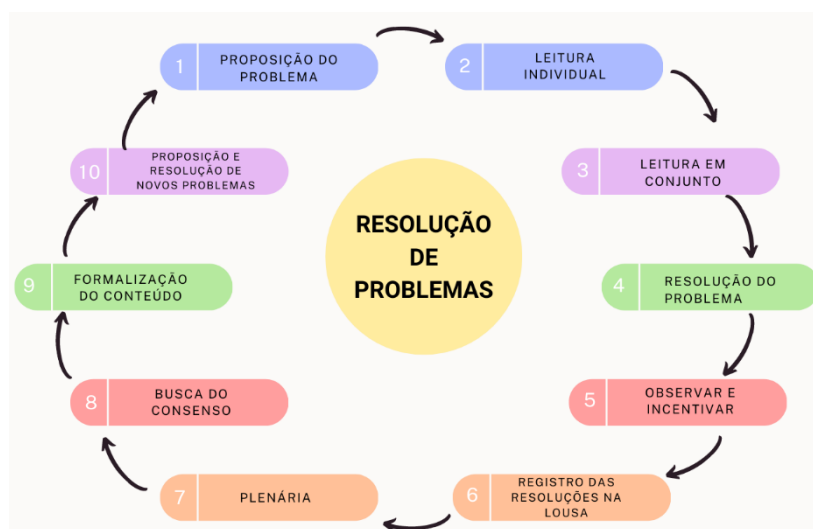 1
PROPOSIÇÃO DO
PROBLEMA
2
LEITURA
INDIVIDUAL
3
LEITURA EM
CONJUNTO
4
RESOLUÇÃO DO
PROBLEMA
5
OBSERVAR E
INCENTIVAR
6
REGISTRO DAS
RESOLUÇÕES NA
LOUSA
7
PLENÁRIA
8
BUSCA DO
CONSENSO
9
FORMALIZAÇÃO
DO CONTEÚDO
10
PROPOSIÇÃO E
RESOLUÇÃO DE
NOVOS PROBLEMAS
RESOLUÇÃO
DE
PROBLEMAS